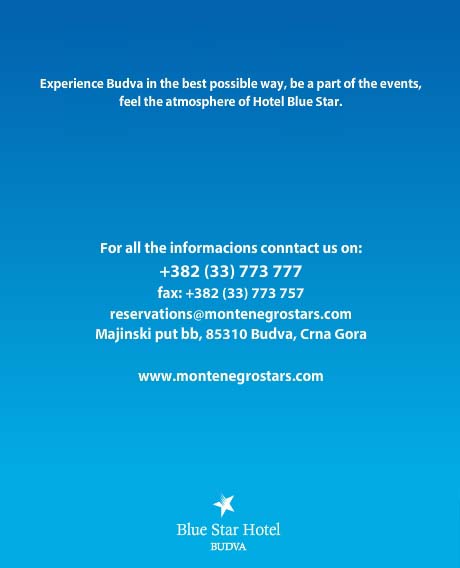 Experience Budva in the best possible way, be a part of the events,
feel the atmosphere of Hotel Blue Star.
For all the informacions conntact us on:
+382 (33) 773 777
fax: +382 (33) 773 757
reservations@montenegrostars.com
Majinski put bb, 85310 Budva, Crna Gora
www.montenegrostars.com
Blue Star Hotel
BUDVA